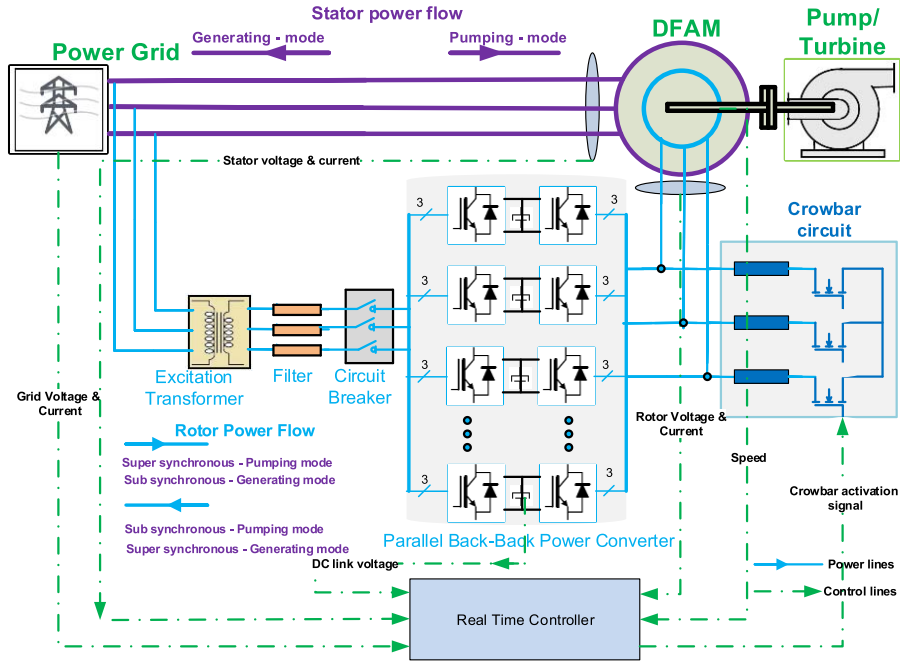 Stator power flow
Generating - mode
Pumping - mode
Power Grid
DFAM
Pump/
Turbine
Stator voltage & current
3
3
3
3
3
3
3
3
Crowbar
circuit
Excitation
Transformer
Filter
Circuit
Breaker
Grid Voltage &
Current
Rotor Voltage &
Current
Rotor Power Flow
Super synchronous - Pumping mode
Sub synchronous - Generating mode
Speed
Crowbar activation
signal
Sub synchronous - Pumping mode
Super synchronous - Generating mode
Parallel Back-Back Power Converter
DC link voltage
Power lines
Control lines
Real Time Controller